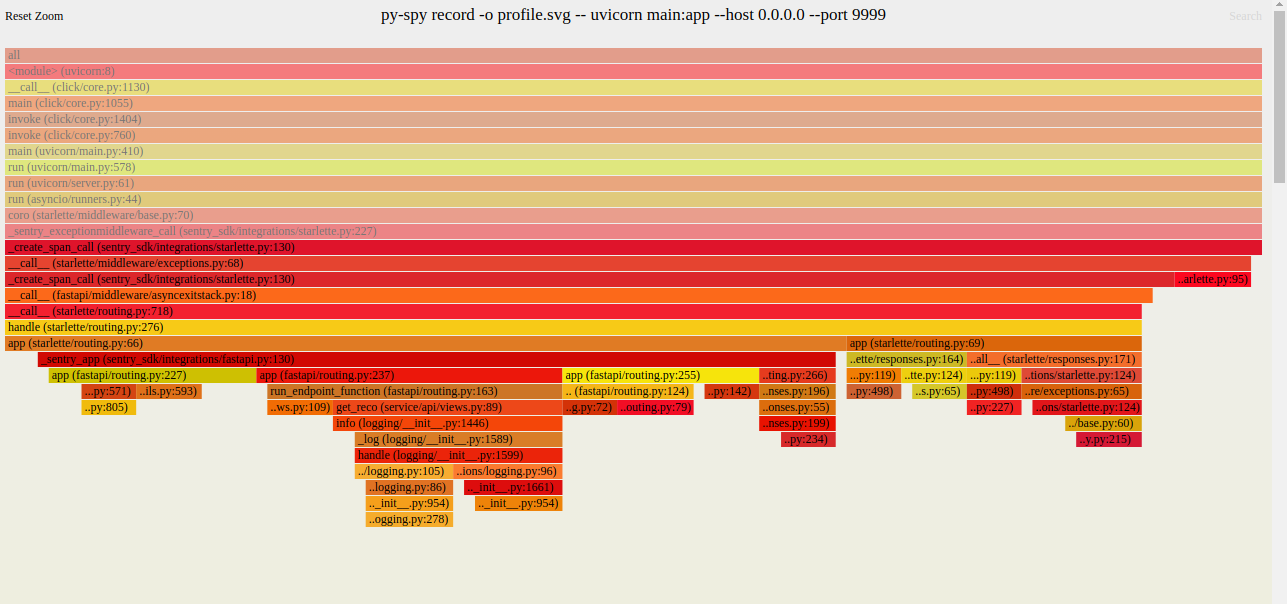 Reset Zoom
py-spy record -o profile.svg -- uvicorn main:app --host 0.0.0.0 --port 9999
Search
all
<module> (uvicorn:8)
__call__ (click/core.py:1130)
main (click/core.py:1055)
invoke (click/core.py:1404)
invoke (click/core.py:760)
main (uvicorn/main.py:410)
run (uvicorn/main.py:578)
run (uvicorn/server.py:61)
run (asyncio/runners.py:44)
coro (starlette/middleware/base.py:70)
_sentry_exceptionmiddleware_call (sentry_sdk/integrations/starlette.py:227)
_create_span_call (sentry_sdk/integrations/starlette.py:130)
__call__ (starlette/middleware/exceptions.py:68)
_create_span_call (sentry_sdk/integrations/starlette.py:130) ..arlette.py:95)
__call__ (fastapi/middleware/asyncexitstack.py:18)
__call__ (starlette/routing.py:718)
handle (starlette/routing.py:276)
app (starlette/routing.py:66) app (starlette/routing.py:69)
_sentry_app (sentry_sdk/integrations/fastapi.py:130) ..ette/responses.py:164) ..all__ (starlette/responses.py:171)
app (fastapi/routing.py:227) app (fastapi/routing.py:237) app (fastapi/routing.py:255) ..ting.py:266) ...py:119) ..tte.py:124) ...py:119) ..tions/starlette.py:124)
...py:571) ..ils.py:593) run_endpoint_function (fastapi/routing.py:163) .. (fastapi/routing.py:124) ..py:142) ..nses.py:196) ..py:498) ..s.py:65) ..py:498) ..re/exceptions.py:65)
..py:805) ..ws.py:109) get_reco (service/api/views.py:89) ..g.py:72) ..outing.py:79) ..onses.py:55) ..py:227) ..ons/starlette.py:124)
info (logging/__init__.py:1446) ..nses.py:199) ../base.py:60)
_log (logging/__init__.py:1589) ..py:234) ..y.py:215)
handle (logging/__init__.py:1599)
../logging.py:105) ..ions/logging.py:96)
..logging.py:86) .._init__.py:1661)
.._init__.py:954) .._init__.py:954)
..ogging.py:278)